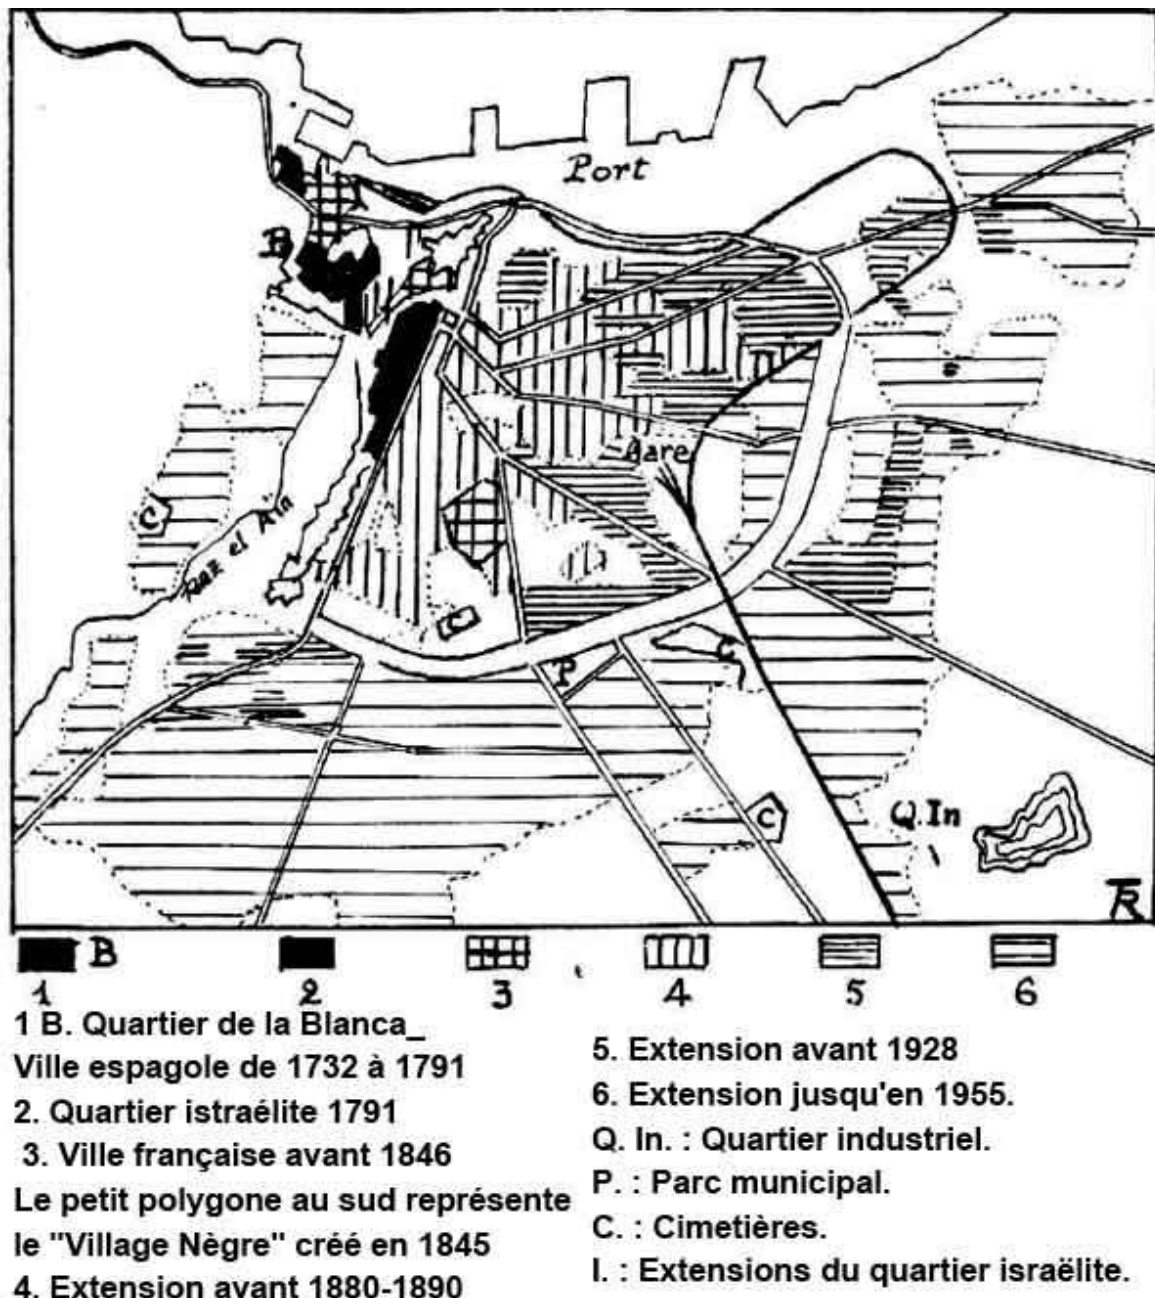 Port
B
Aare
C
Raz el Aïn
C
P
C
C
Q.In
TR
B
1 2 3 4 5 6
1 B. Quartier de la Blanca_
Ville espagole de 1732 à 1791
2. Quartier istraélite 1791
3. Ville française avant 1846
Le petit polygone au sud représente
le "Village Nègre" créé en 1845
4. Extension avant 1880-1890
5. Extension avant 1928
6. Extension jusqu'en 1955.
Q. In. : Quartier industriel.
P. : Parc municipal.
C. : Cimetières.
I. : Extensions du quartier israëlite.